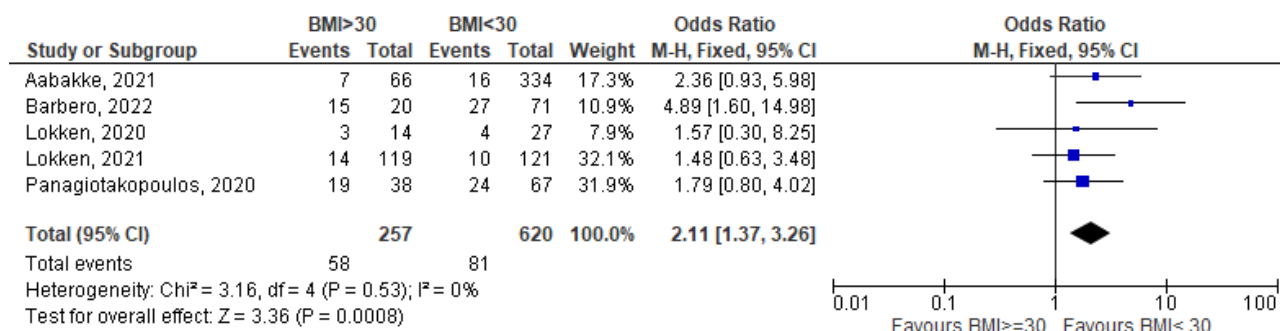 BMI>30 BMI<30 Odds Ratio Odds Ratio
Study or Subgroup Events Total Events Total Weight M-H, Fixed, 95% CI M-H, Fixed, 95% CI
Aabakke, 2021 7 66 16 334 17.3% 2.36 [0.93, 5.98]
Barbero, 2022 15 20 27 71 10.9% 4.89 [1.60, 14.98]
Lokken, 2020 3 14 4 27 7.9% 1.57 [0.30, 8.25]
Lokken, 2021 14 119 10 121 32.1% 1.48 [0.63, 3.48]
Panagiotakopoulos, 2020 19 38 24 67 31.9% 1.79 [0.80, 4.02]
Total (95% CI) 257 620 100.0% 2.11 [1.37, 3.26]
Total events 58 81
Heterogeneity: Chi² = 3.16, df = 4 (P = 0.53); I² = 0%
Test for overall effect: Z = 3.36 (P = 0.0008)
0.01 0.1 1 10 100
Favours BMI>=30 Favours BMI< 30